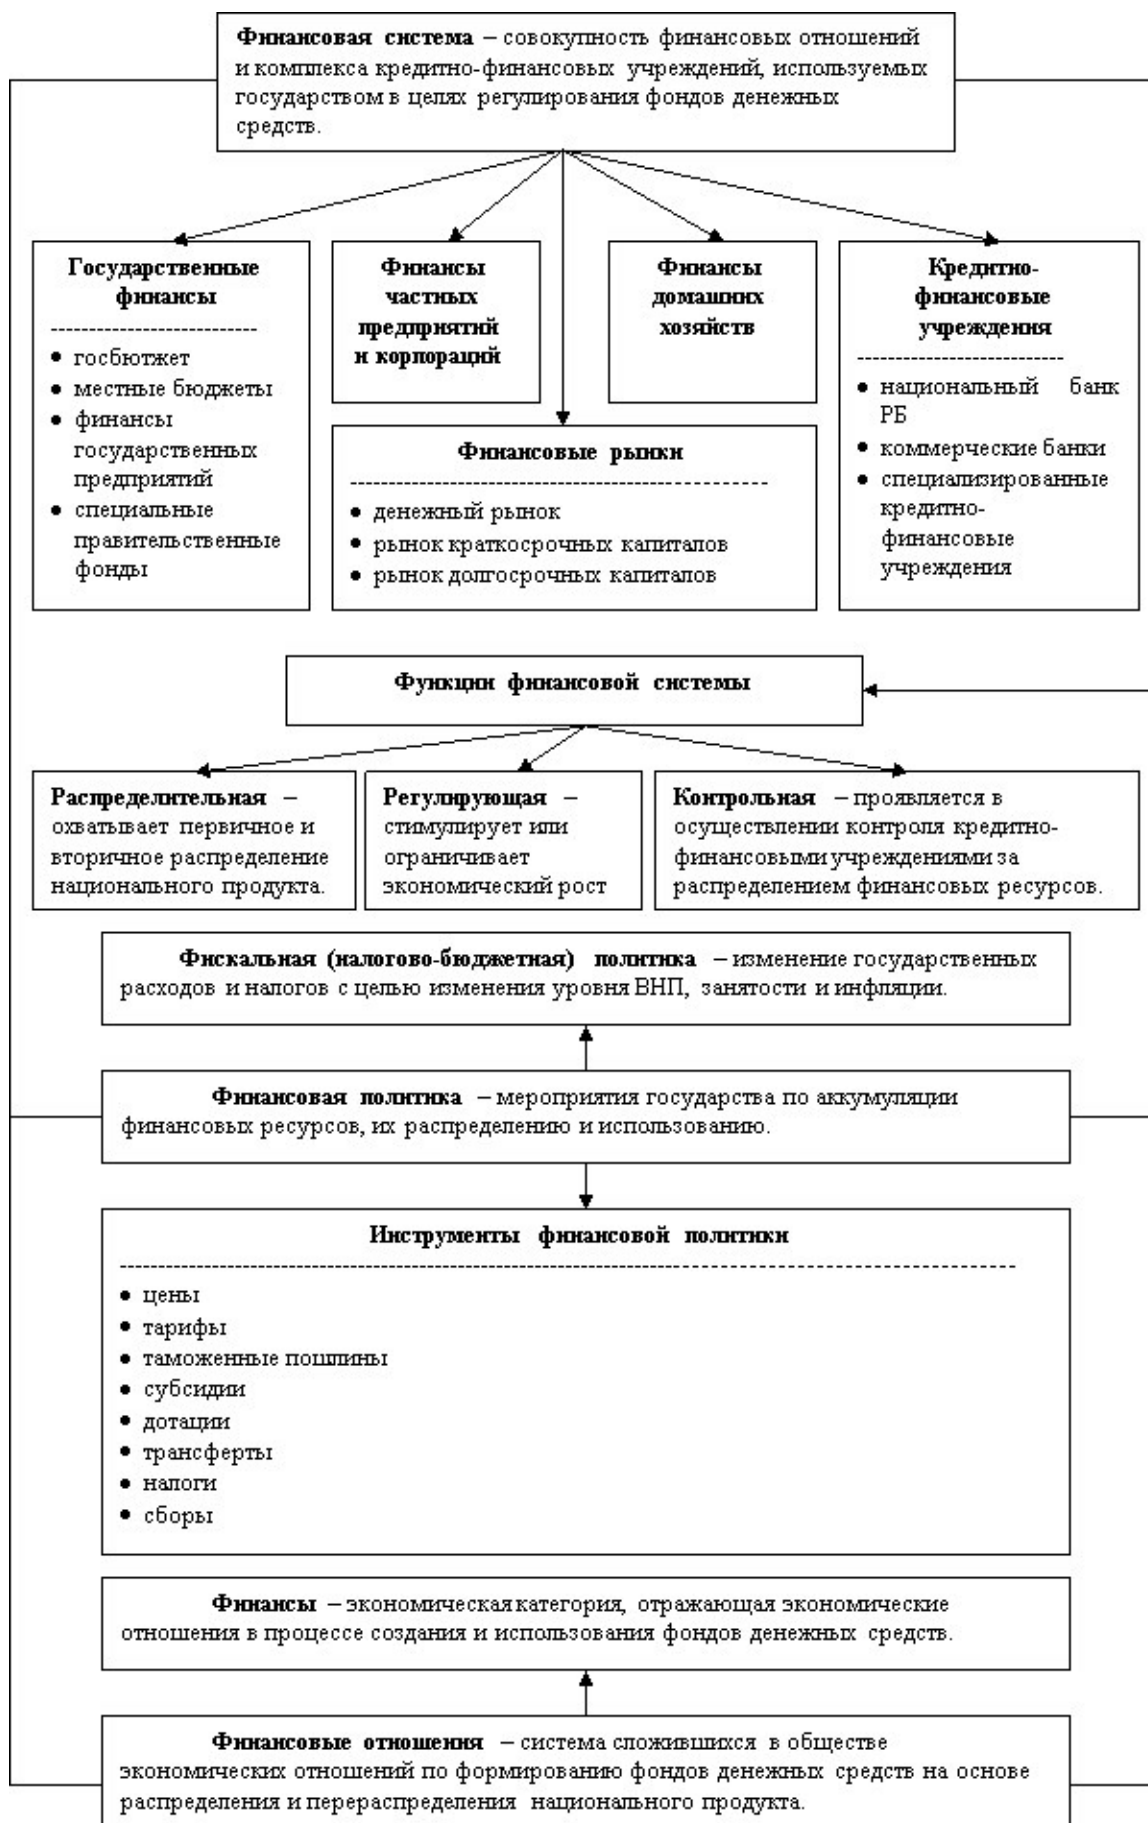 Финансовая система – совокупность финансовых отношений
и комплекса кредитно-финансовых учреждений, используемых
государством в целях регулирования фондов денежных
средств.
Государственные
финансы
---------------------------
● госбютжет
● местные бюджеты
● финансы
государственных
предприятий
● специальные
правительственные
фонды
Финансы
частных
предприятий
и корпораций
Финансы
домашних
хозяйств
Кредитно-
финансовые
учреждения
---------------------------
● национальный банк
РБ
● коммерческие банки
● специализированные
кредитно-
финансовые
учреждения
Финансовые рынки
-------------------------------------------------------
● денежный рынок
● рынок краткосрочных капиталов
● рынок долгосрочных капиталов
Функции финансовой системы
Распределительная –
охватывает первичное и
вторичное распределение
национального продукта.
Регулирующая –
стимулирует или
ограничивает
экономический рост
Контрольная – проявляется в
осуществлении контроля кредитно-
финансовыми учреждениями за
распределением финансовых ресурсов.
Фискальная (налогово-бюджетная) политика – изменение государственных
расходов и налогов с целью изменения уровня ВНП, занятости и инфляции.
Финансовая политика – мероприятия государства по аккумуляции
финансовых ресурсов, их распределению и использованию.
Инструменты финансовой политики
----------------------------------------------------------------------------------------------------------------
● цены
● тарифы
● таможенные пошлины
● субсидии
● дотации
● трансферты
● налоги
● сборы
Финансы – экономическая категория, отражающая экономические
отношения в процессе создания и использования фондов денежных средств.
Финансовые отношения – система сложившихся в обществе
экономических отношений по формированию фондов денежных средств на основе
распределения и перераспределения национального продукта.